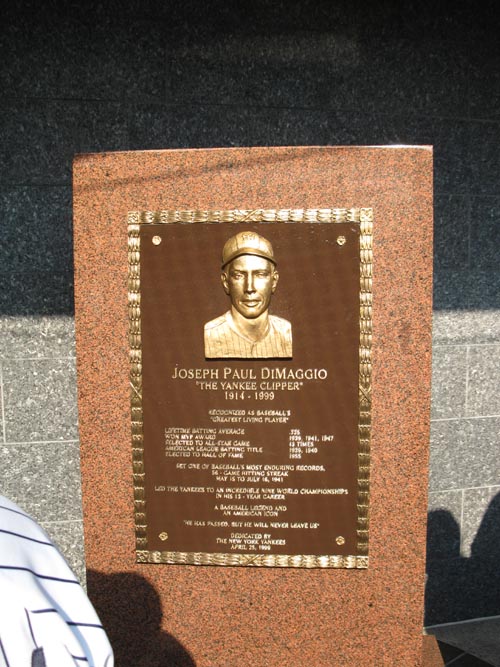 JOSEPH PAUL DIMAGGIO
"THE YANKEE CLIPPER"
1914 - 1999
RECOGNIZED AS BASEBALL'S
"GREATEST LIVING PLAYER"
LIFETIME BATTING AVERAGE .325
WON MVP AWARD 1939, 1941, 1947
SELECTED TO ALL-STAR GAME 13 TIMES
AMERICAN LEAGUE BATTING TITLE 1939, 1940
ELECTED TO HALL OF FAME 1955
SET ONE OF BASEBALL'S MOST ENDURING RECORDS,
56 - GAME HITTING STREAK
MAY 15 TO JULY 16, 1941
LED THE YANKEES TO AN INCREDIBLE NINE WORLD CHAMPIONSHIPS
IN HIS 13 - YEAR CAREER
A BASEBALL LEGEND AND
AN AMERICAN ICON
"HE HAS PASSED, BUT HE WILL NEVER LEAVE US"
DEDICATED BY
THE NEW YORK YANKEES
APRIL 25, 1999